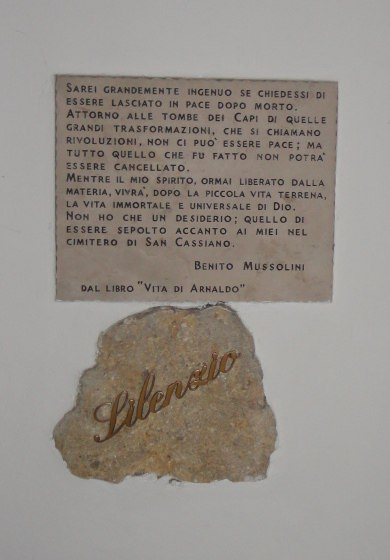 SAREI GRANDEMENTE INGENUO SE CHIEDESSI DI
ESSERE LASCIATO IN PACE DOPO MORTO.
ATTORNO ALLE TOMBE DEI CAPI DI QUELLE
GRANDI TRASFORMAZIONI, CHE SI CHIAMANO
RIVOLUZIONI, NON CI PUO' ESSERE PACE; MA
TUTTO QUELLO CHE FU FATTO NON POTRA'
ESSERE CANCELLATO.
MENTRE IL MIO SPIRITO, ORMAI LIBERATO DALLA
MATERIA, VIVRA', DOPO LA PICCOLA VITA TERRENA,
LA VITA IMMORTALE E UNIVERSALE DI DIO.
NON HO CHE UN DESIDERIO; QUELLO DI
ESSERE SEPOLTO ACCANTO AI MIEI NEL
CIMITERO DI SAN CASSIANO.
BENITO MUSSOLINI
DAL LIBRO "VITA DI ARNALDO"
Silenzio